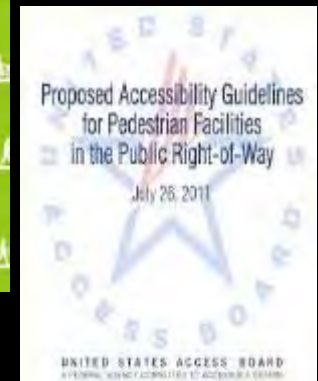 Proposed Accessibility Guidelines
for Pedestrian Facilities
in the Public Right-of-Way
July 26, 2011
UNITED STATES ACCESS BOARD